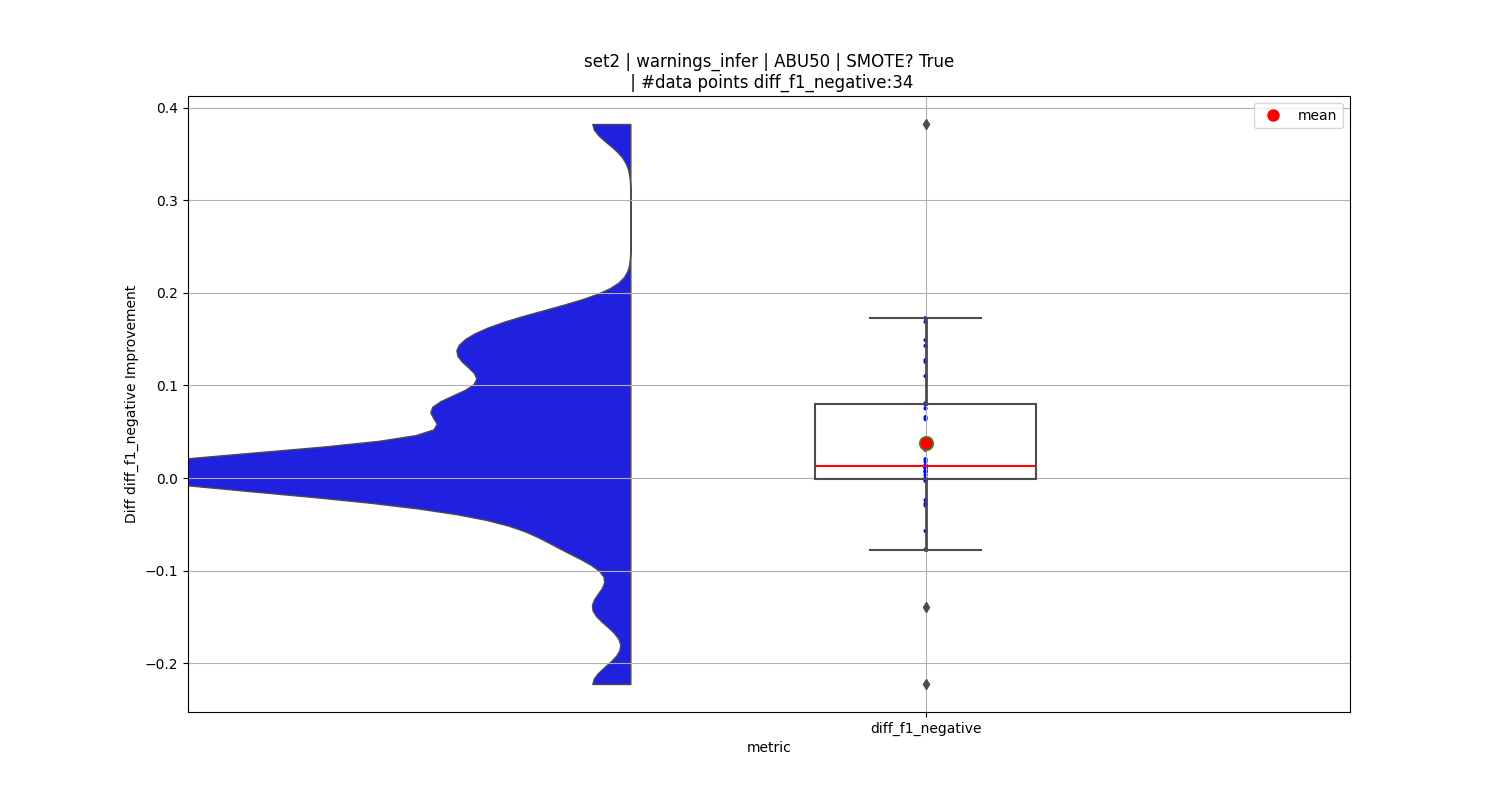 set2 | warnings_infer | ABU50 | SMOTE? True
| #data points diff_f1_negative:34
mean
0.4
0.3
0.2
0.1
0.0
−0.1
−0.2
Diff diff_f1_negative Improvement
diff_f1_negative
metric